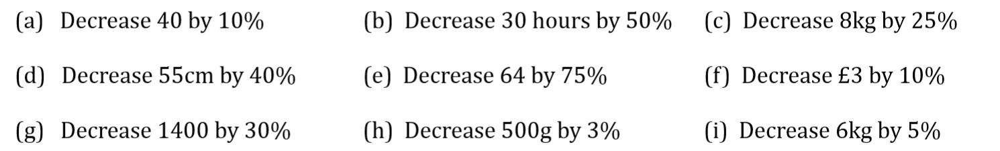 (a) Decrease 40 by 10% (b) Decrease 30 hours by 50% (c) Decrease 8kg by 25%
(d) Decrease 55cm by 40% (e) Decrease 64 by 75% (f) Decrease £3 by 10%
(g) Decrease 1400 by 30% (h) Decrease 500g by 3% (i) Decrease 6kg by 5%